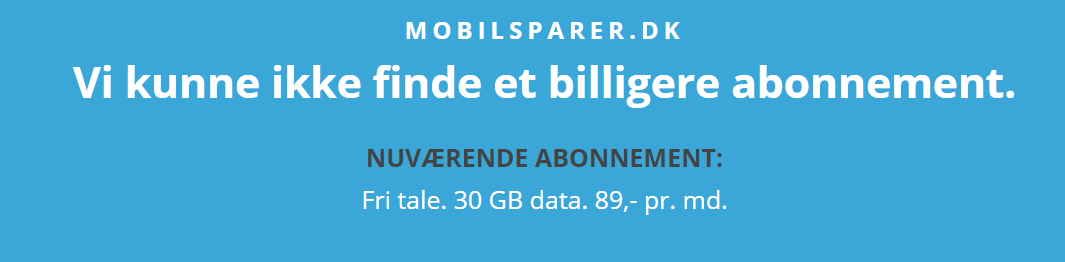 MOBILSPARER.DK
Vi kunne ikke finde et billigere abonnement.
NUVÆRENDE ABONNEMENT:
Fri tale. 30 GB data. 89,- pr. md.